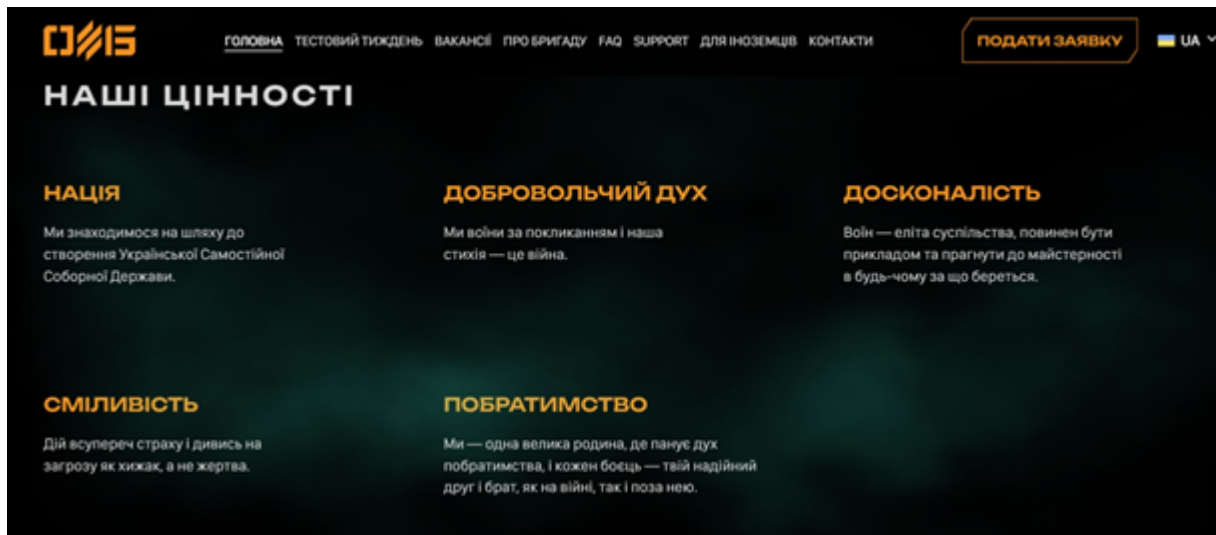 ГОЛОВНА ТЕСТОВИЙ ТИЖДЕНЬ ВАКАНСІЇ ПРО БРИГАДУ FAQ SUPPORT ДЛЯ ІНОЗЕМЦІВ КОНТАКТИ ПОДАТИ ЗАЯВКУ UA
НАШІ ЦІННОСТІ
НАЦІЯ
Ми знаходимося на шляху до
створення Української Самостійної
Соборної Держави.
ДОБРОВОЛЬЧИЙ ДУХ
Ми воїни за покликанням і наша
стихія — це війна.
ДОСКОНАЛІСТЬ
Воїн — еліта суспільства, повинен бути
прикладом та прагнути до майстерності
в будь-чому за що береться.
СМІЛИВІСТЬ
Дій всупереч страху і дивись на
загрозу як хижак, а не жертва.
ПОБРАТИМСТВО
Ми — одна велика родина, де панує дух
побратимства, і кожен боєць — твій надійний
друг і брат, як на війні, так і поза нею.